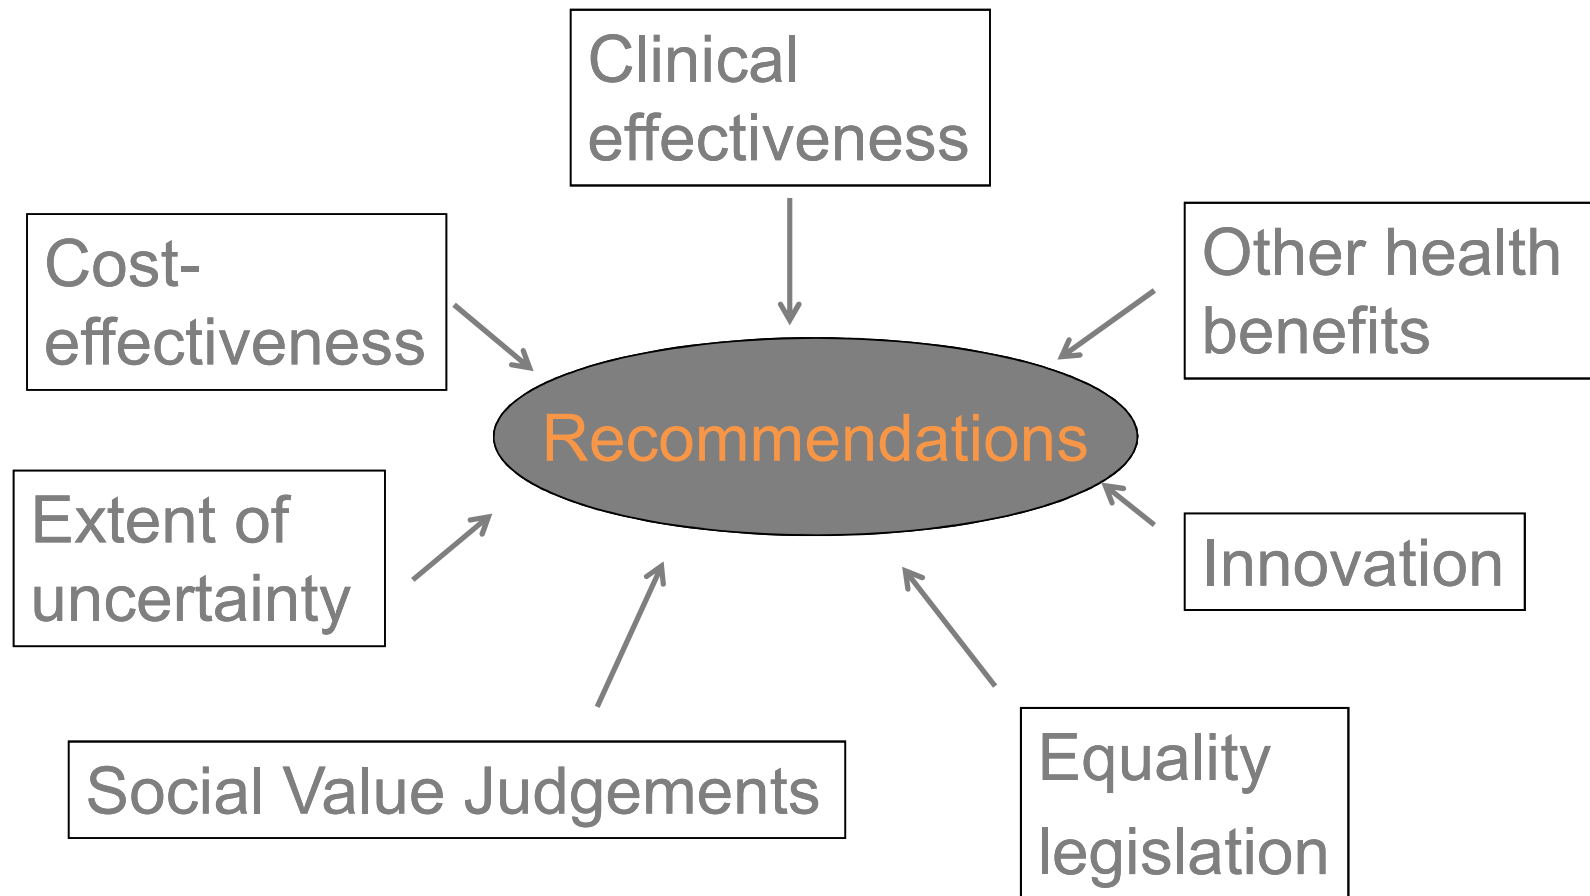 Clinical
effectiveness
Cost-
effectiveness
Other health
benefits
Recommendations
Extent of
uncertainty
Innovation
Social Value Judgements
Equality
legislation